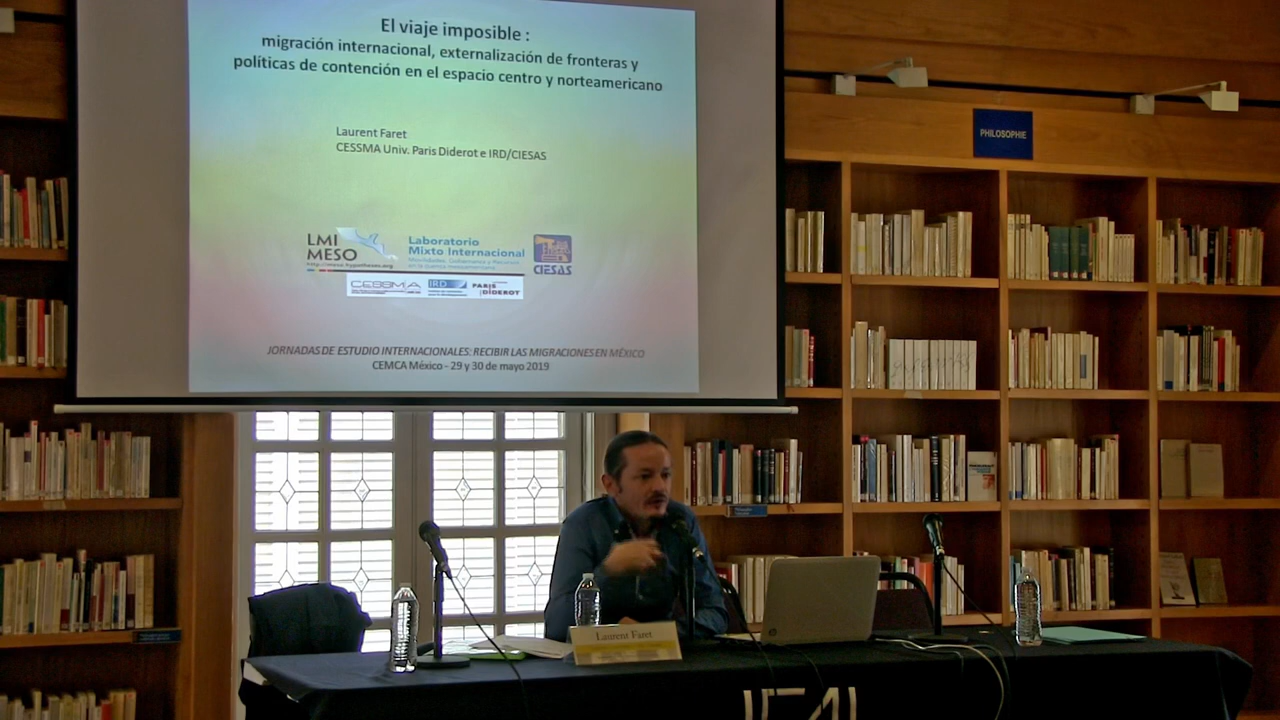 El viaje imposible :
migración internacional, externalización de fronteras y
políticas de contención en el espacio centro y norteamericano
Laurent Faret
CESSMA Univ. Paris Diderot e IRD/CIESAS
LMI
MESO
Laboratorio
Mixto Internacional
CIESAS
CESSMA
IRD
PARIS
DIDEROT
JORNADAS DE ESTUDIO INTERNACIONALES: RECIBIR LAS MIGRACIONES EN MÉXICO
CEMCA México - 29 y 30 de mayo 2019
PHILOSOPHIE
Laurent Faret
IFAL